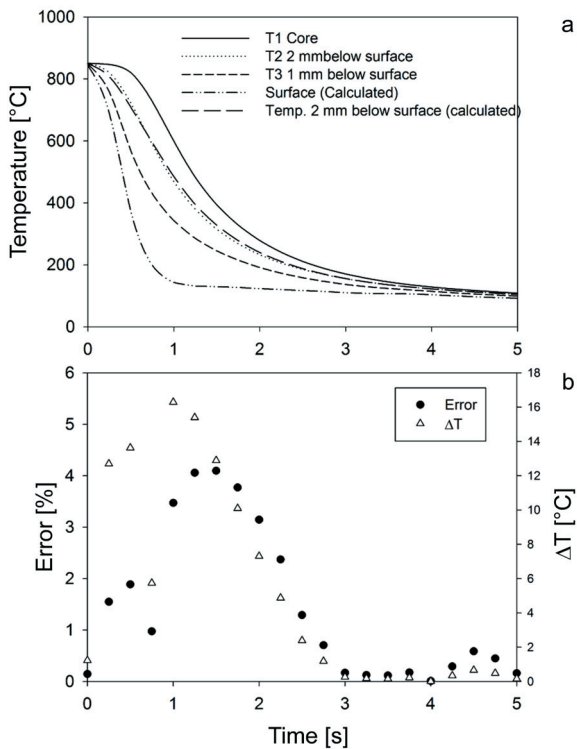 a
1000
800
600
400
200
0
Temperature [°C]
T1 Core
T2 2 mmbelow surface
T3 1 mm below surface
Surface (Calculated)
Temp. 2 mm below surface (calculated)
0 1 2 3 4 5
b
6
5
4
3
2
1
0
Error [%]
Error
ΔT
18
16
14
12
10
8
6
4
2
0
ΔT [°C]
0 1 2 3 4 5
Time [s]